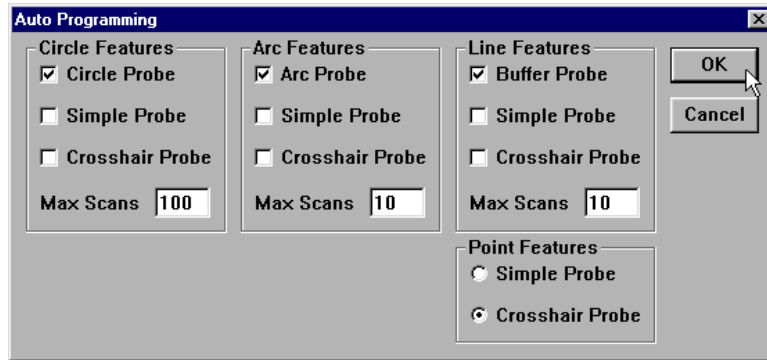 Auto Programming
Circle Features
Circle Probe
Simple Probe
Crosshair Probe
Max Scans 100
Arc Features
Arc Probe
Simple Probe
Crosshair Probe
Max Scans 10
Line Features
Buffer Probe
Simple Probe
Crosshair Probe
Max Scans 10
Point Features
Simple Probe
Crosshair Probe
OK
Cancel